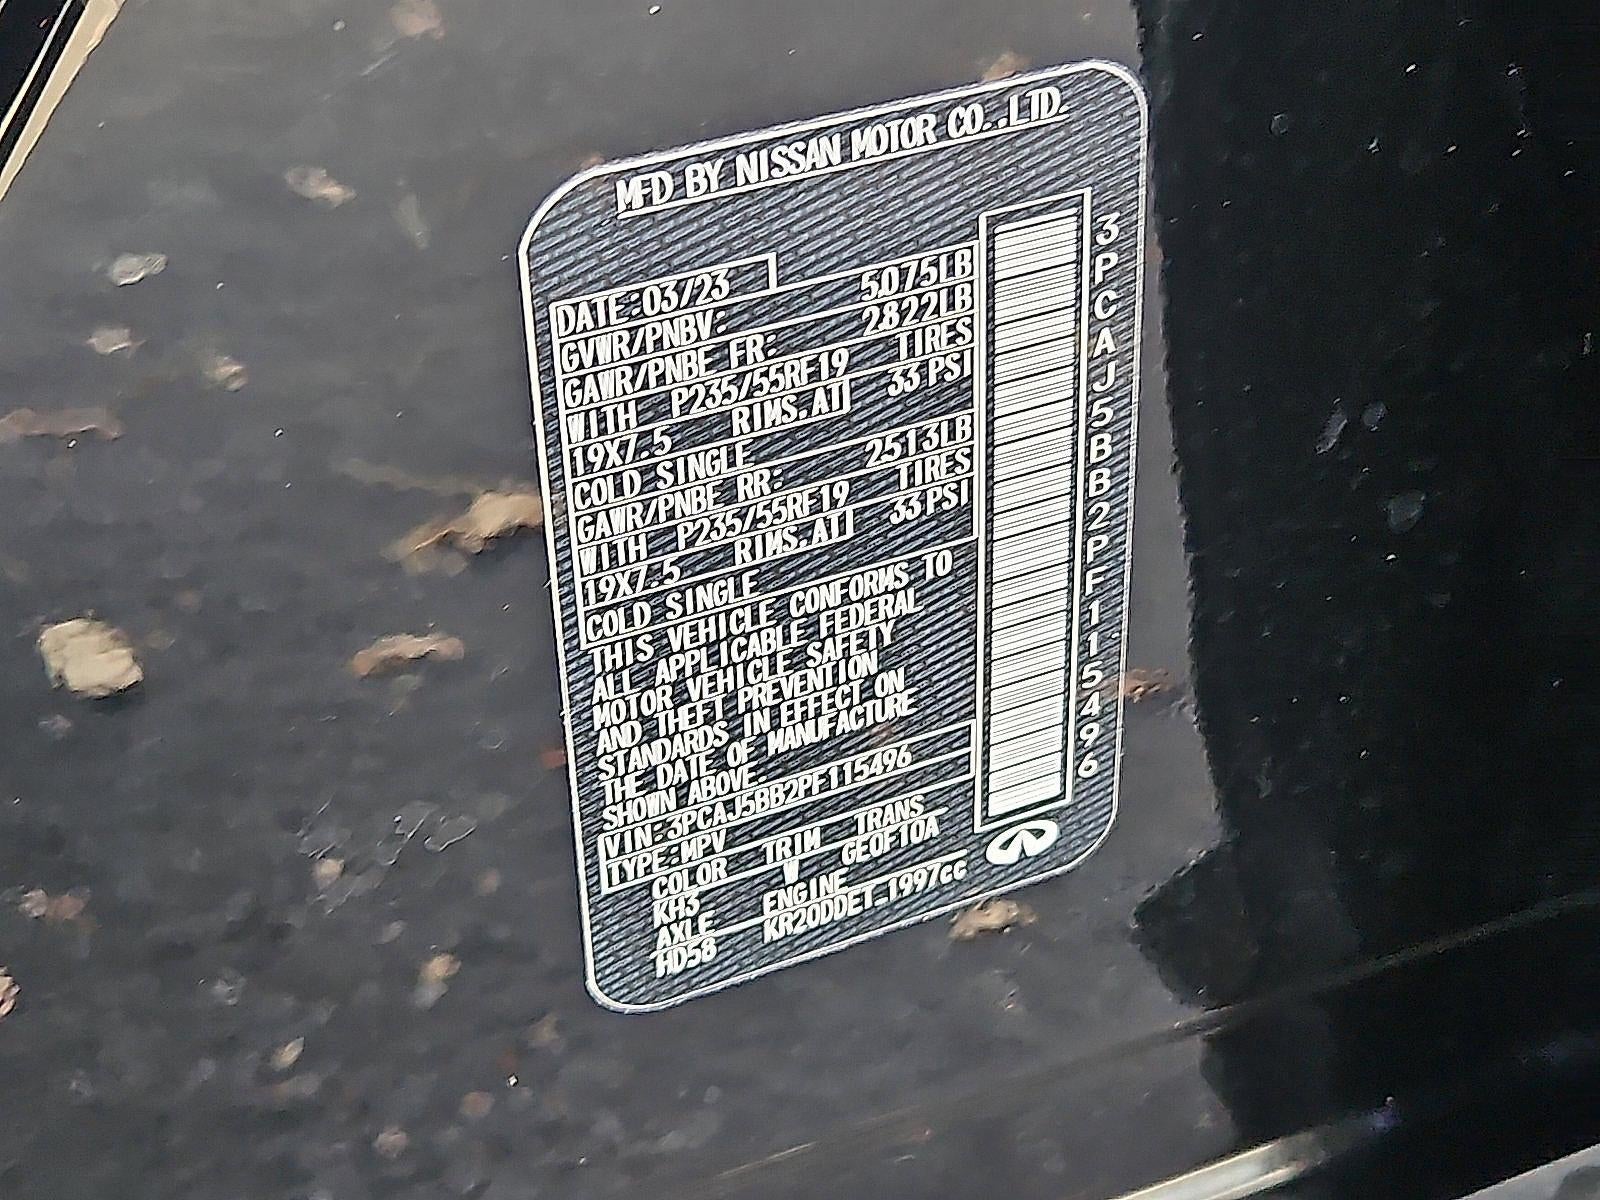 MFD BY NISSAN MOTOR CO.,LTD.
DATE:03/23
GVWR/PNBV: 5075LB
GAWR/PNBE FR: 2822LB
WITH P235/55RF19 TIRES
19X7.5 RIMS.AT 33 PSI
COLD SINGLE
GAWR/PNBE RR: 2513LB
WITH P235/55RF19 TIRES
19X7.5 RIMS.AT 33 PSI
COLD SINGLE
THIS VEHICLE CONFORMS TO
ALL APPLICABLE FEDERAL
MOTOR VEHICLE SAFETY
AND THEFT PREVENTION
STANDARDS IN EFFECT ON
THE DATE OF MANUFACTURE
SHOWN ABOVE.
VIN:3PCAJ5BB2PF115496
TYPE:MPV
COLOR TRIM TRANS
KH3 W GE0F10A
AXLE ENGINE
HD58 KR20DDET_1997cc
3PCAJ5BB2PF115496